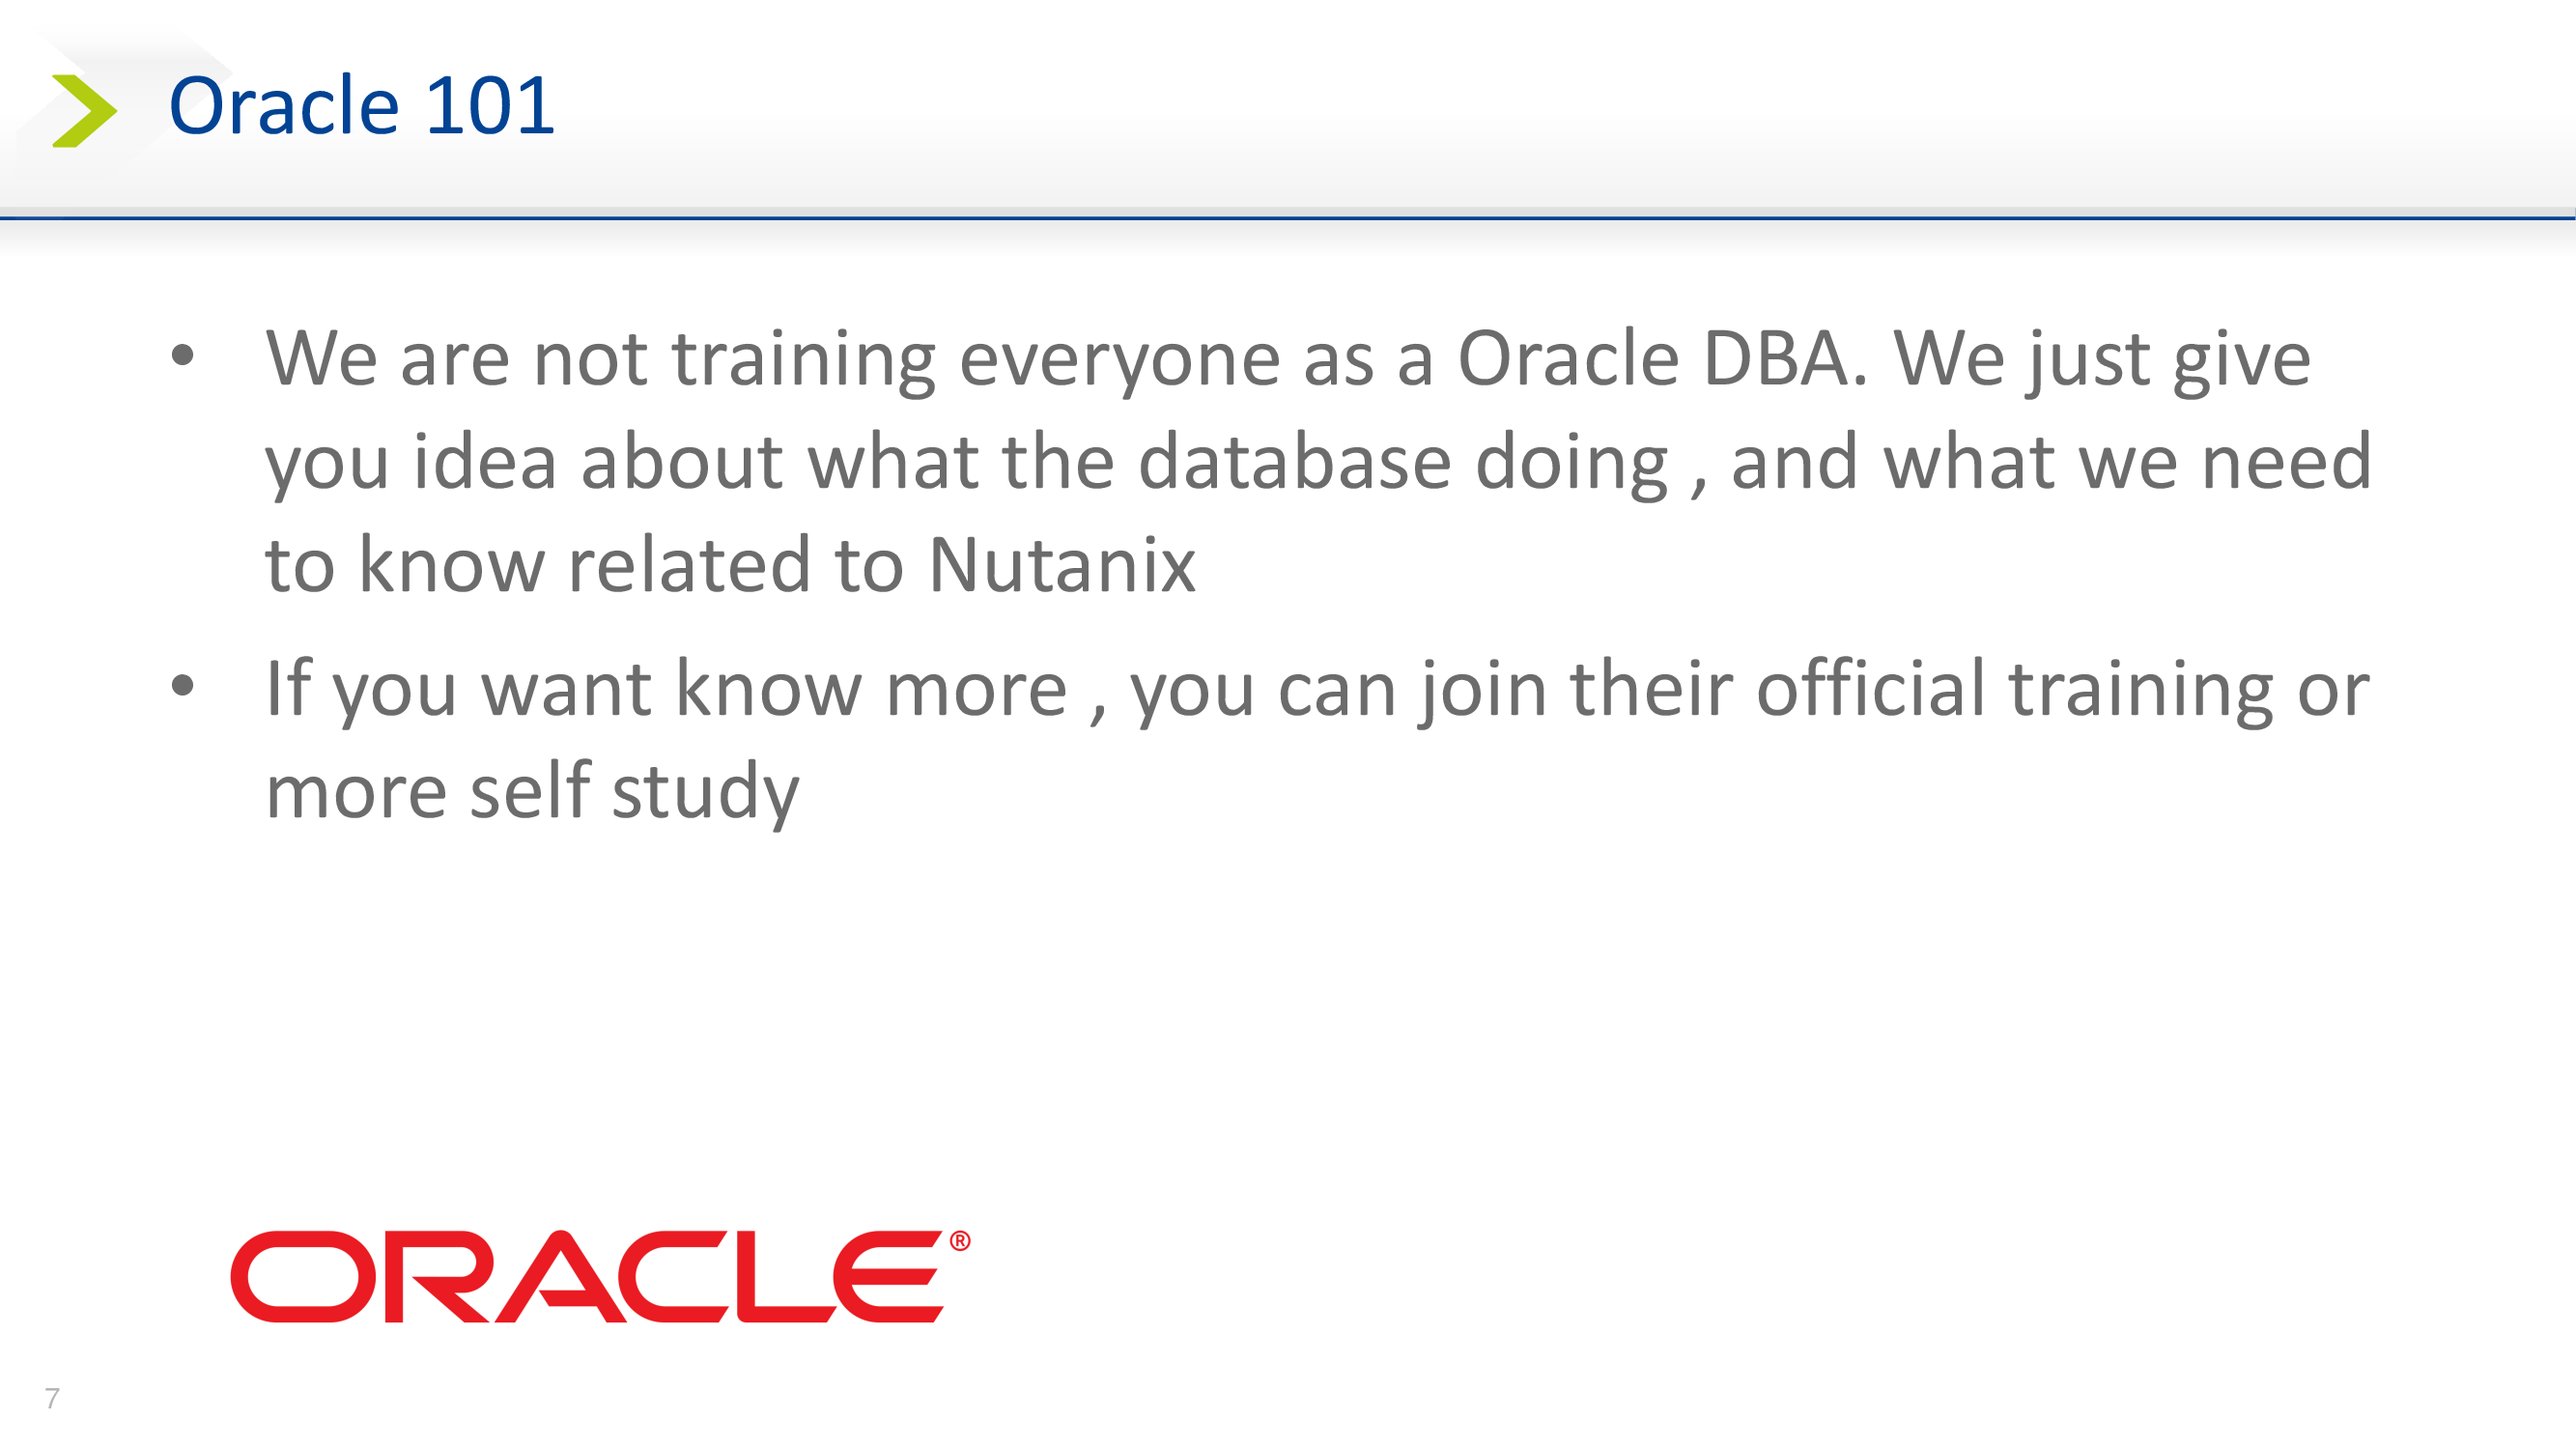 Oracle 101
• We are not training everyone as a Oracle DBA. We just give
you idea about what the database doing , and what we need
to know related to Nutanix
• If you want know more , you can join their official training or
more self study
ORACLE®
7